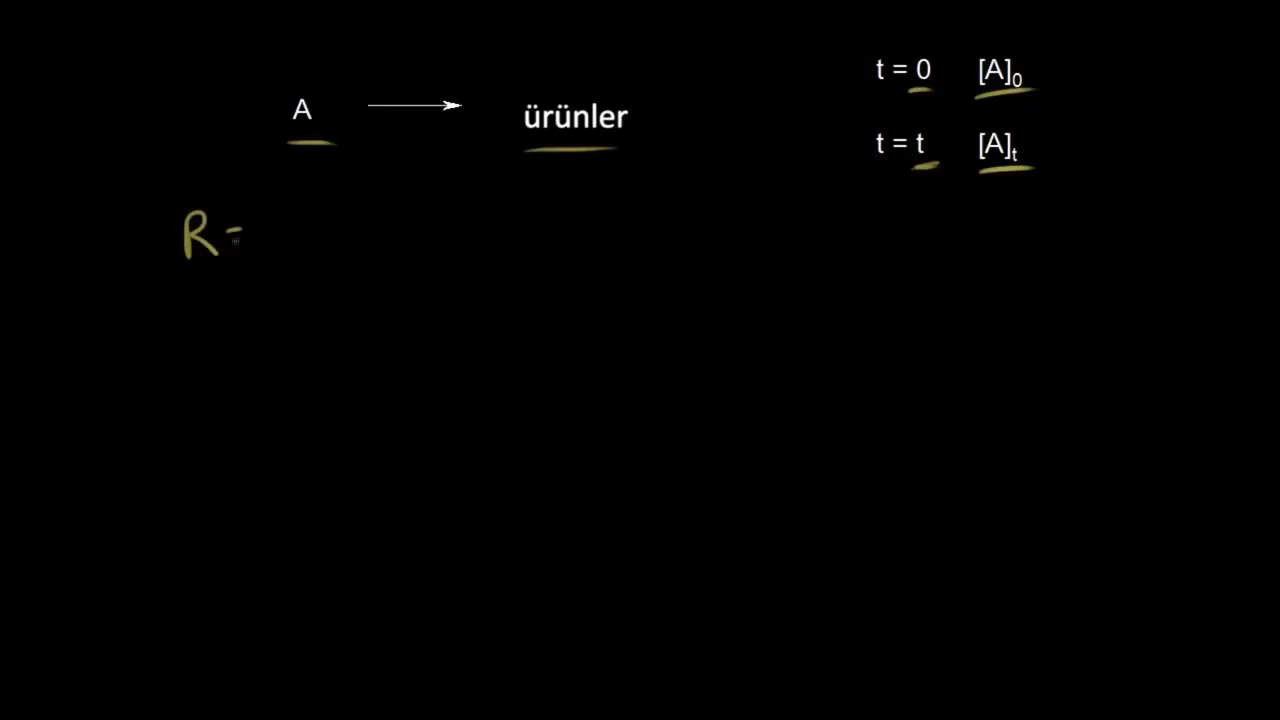 A → ürünler
t = 0 [A]₀
t = t [A]ₜ
R -